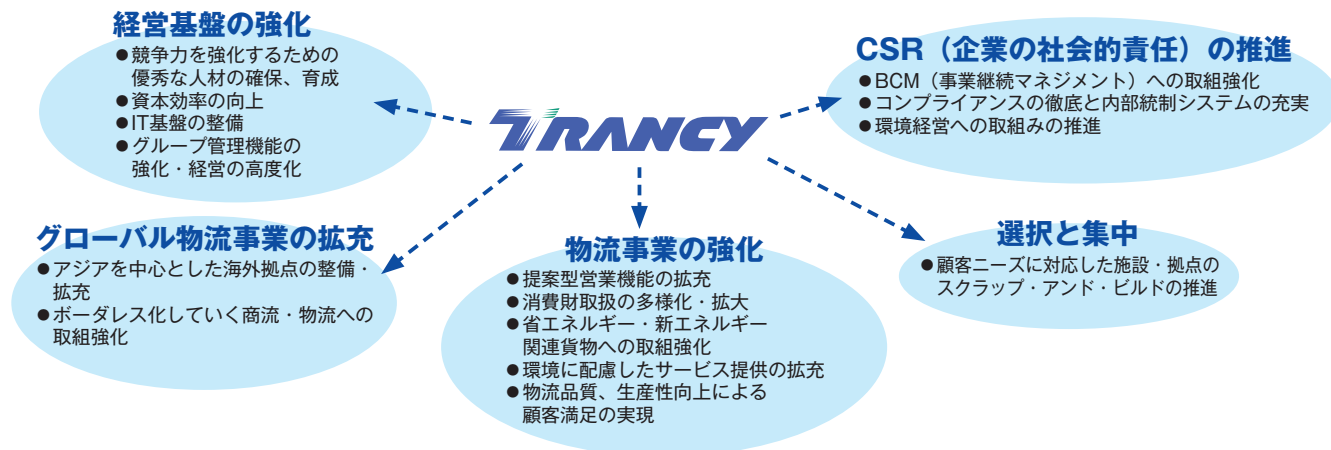 経営基盤の強化
●競争力を強化するための
優秀な人材の確保、育成
●資本効率の向上
●IT基盤の整備
●グループ管理機能の
強化・経営の高度化
CSR（企業の社会的責任）の推進
●BCM（事業継続マネジメント）への取組強化
●コンプライアンスの徹底と内部統制システムの充実
●環境経営への取組みの推進
TRANCY
グローバル物流事業の拡充
●アジアを中心とした海外拠点の整備・
拡充
●ボーダレス化していく商流・物流への
取組強化
物流事業の強化
●提案型営業機能の拡充
●消費財取扱の多様化・拡大
●省エネルギー・新エネルギー
関連貨物への取組強化
●環境に配慮したサービス提供の拡充
●物流品質、生産性向上による
顧客満足の実現
選択と集中
●顧客ニーズに対応した施設・拠点の
スクラップ・アンド・ビルドの推進